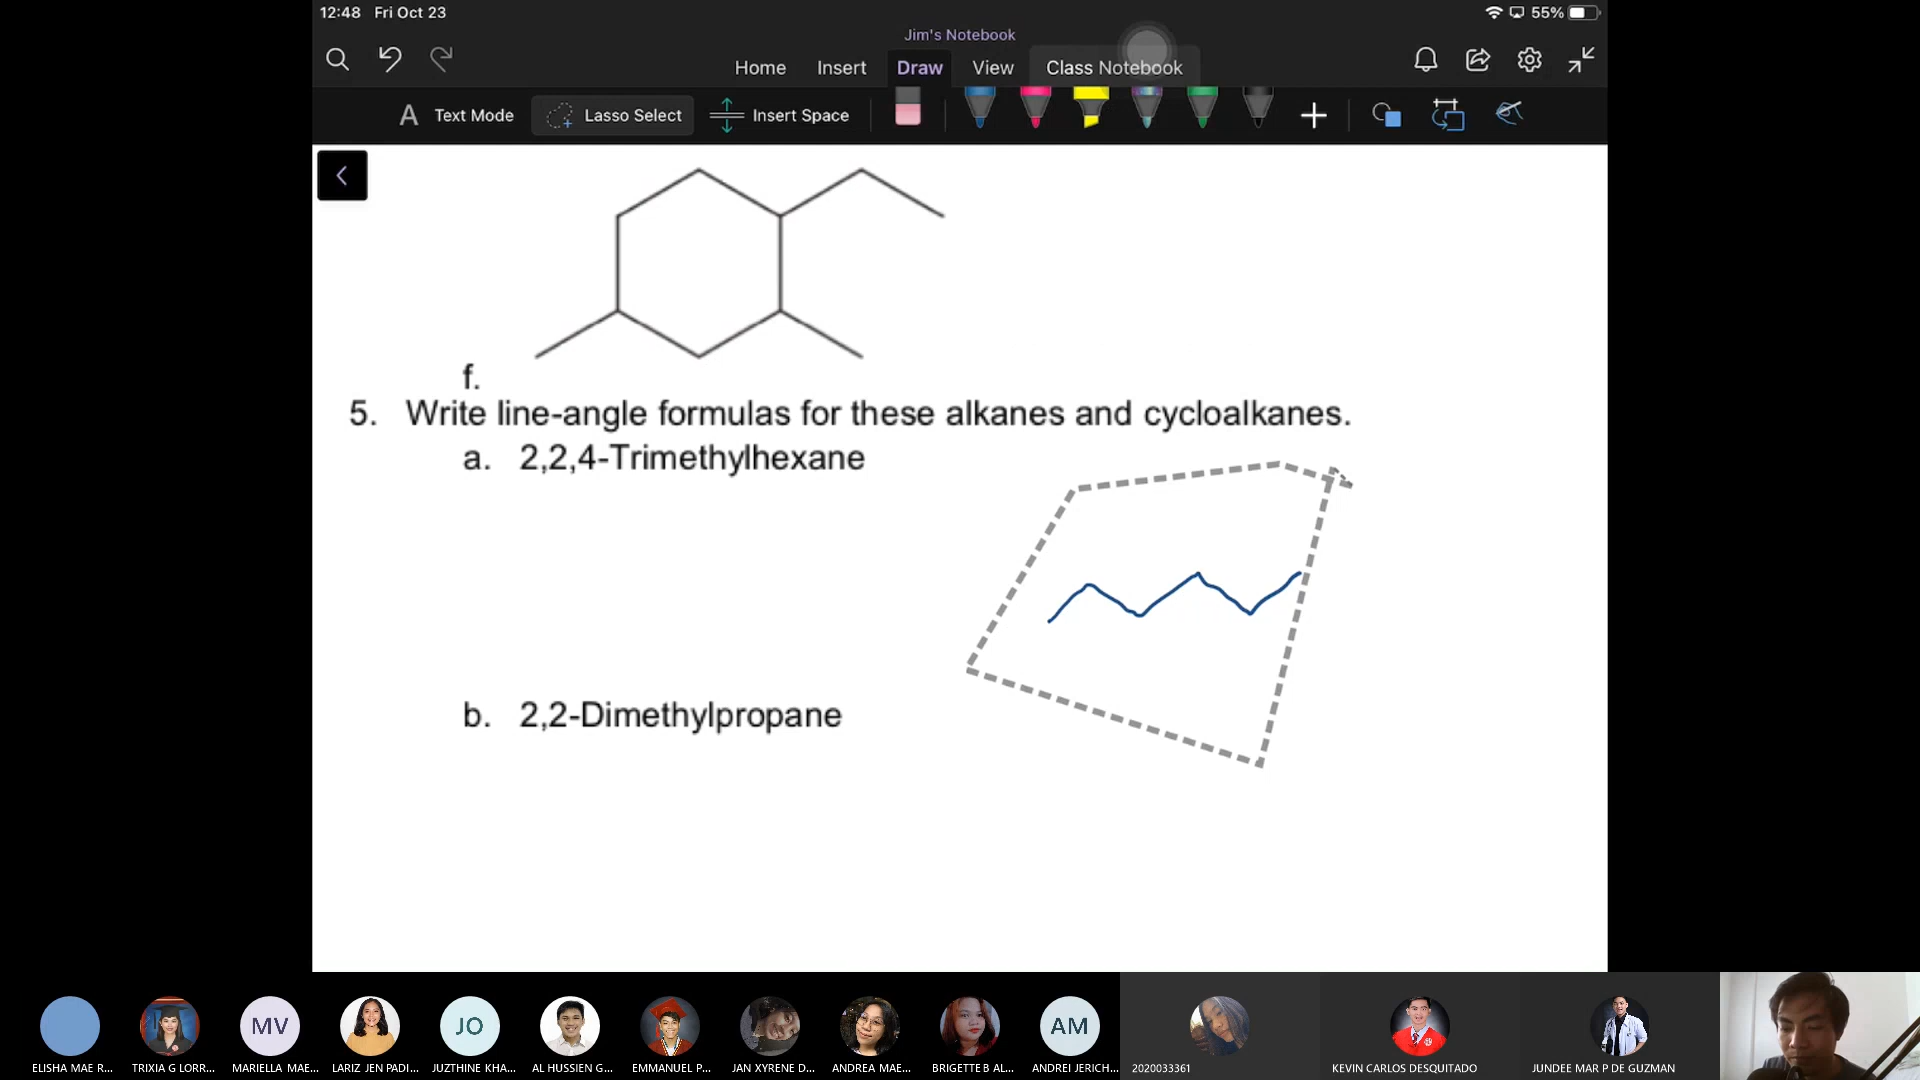 12:48 Fri Oct 23
55%
Jim's Notebook
Home Insert Draw View Class Notebook
A Text Mode Lasso Select Insert Space
f.
5. Write line-angle formulas for these alkanes and cycloalkanes.
a. 2,2,4-Trimethylhexane
b. 2,2-Dimethylpropane
MV JO AM
ELISHA MAE R... TRIXIA G LORR... MARIELLA MAE... LARIZ JEN PADI... JUZTHINE KHA... AL HUSSIEN G... EMMANUEL P... JAN XYRENE D... ANDREA MAE... BRIGETTE B AL... ANDREI JERICH... 2020033361 KEVIN CARLOS DESQUITADO JUNDEE MAR P DE GUZMAN